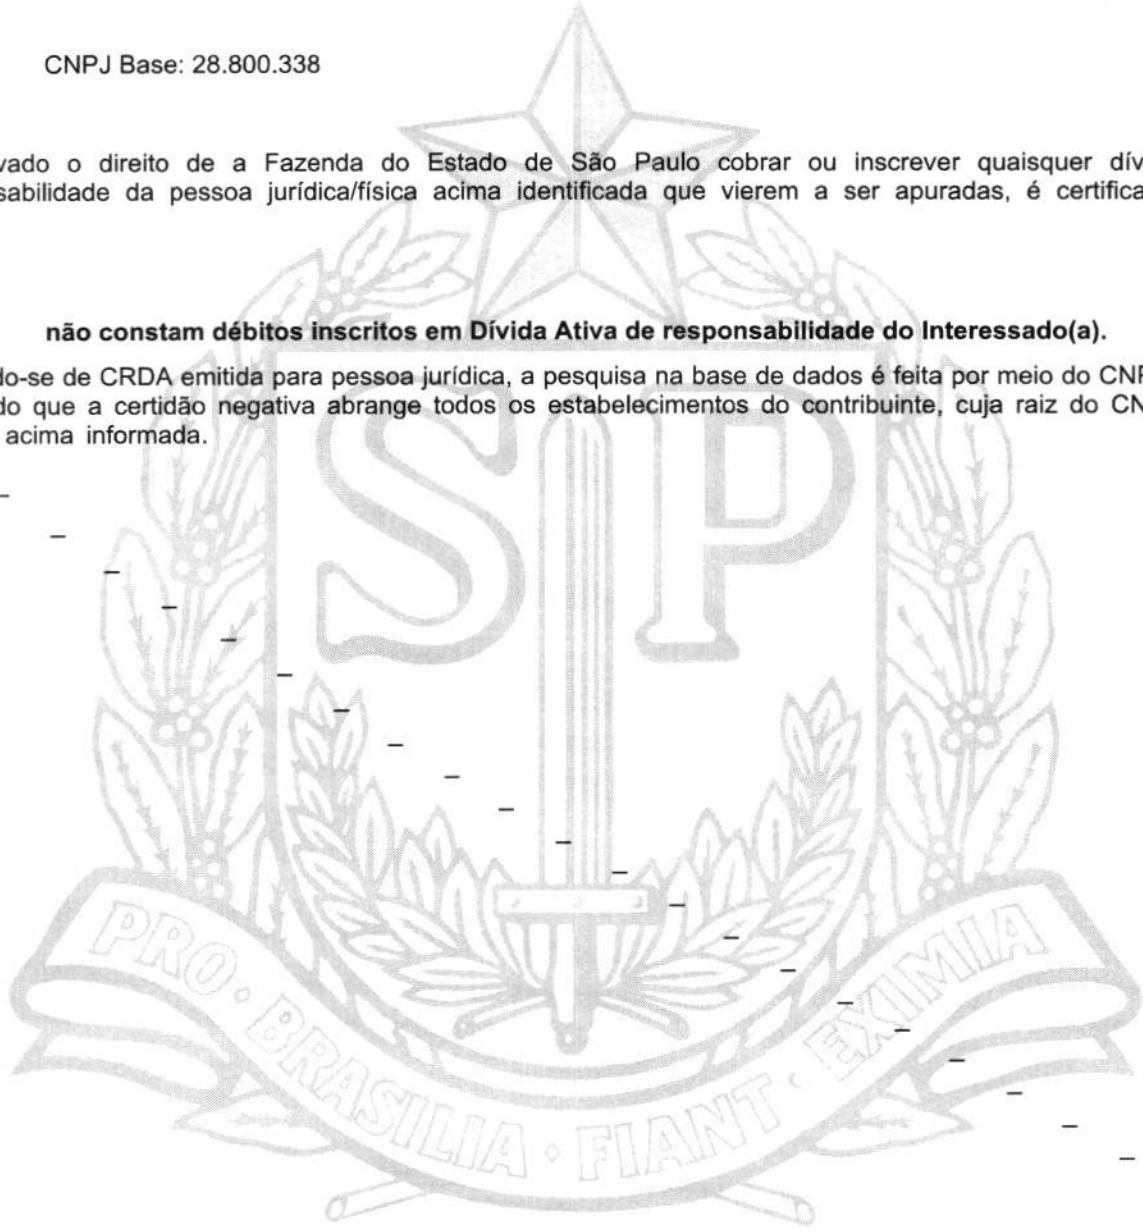 CNPJ Base: 28.800.338
vado o direito de a Fazenda do Estado de São Paulo cobrar ou inscrever quaisquer dív
sabilidade da pessoa jurídica/física acima identificada que vierem a ser apuradas, é certifica
não constam débitos inscritos em Dívida Ativa de responsabilidade do Interessado(a).
do-se de CRDA emitida para pessoa jurídica, a pesquisa na base de dados é feita por meio do CNP
do que a certidão negativa abrange todos os estabelecimentos do contribuinte, cuja raiz do CN
acima informada.
SP
PRO · BRASILIA · FIANT · EXIMIA